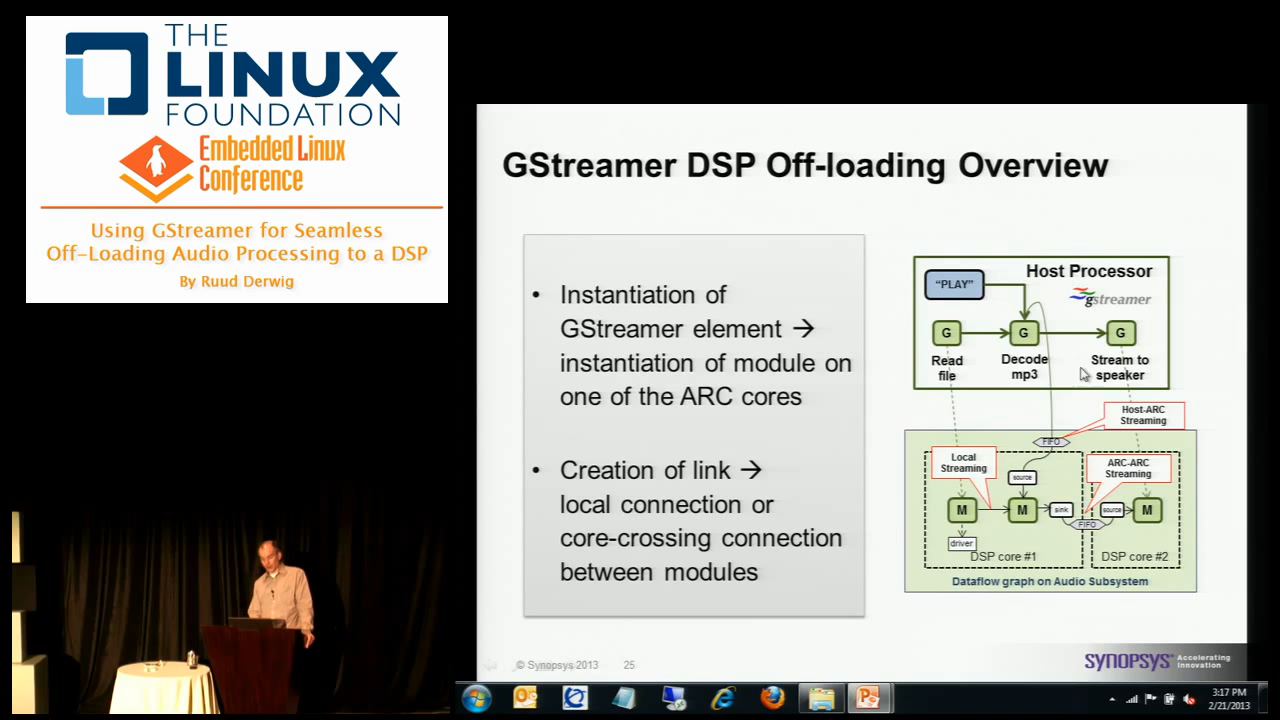 THE
LINUX
FOUNDATION
Embedded Linux
Conference
Using GStreamer for Seamless
Off-Loading Audio Processing to a DSP
By Ruud Derwig
GStreamer DSP Off-loading Overview
• Instantiation of
GStreamer element →
instantiation of module on
one of the ARC cores
• Creation of link →
local connection or
core-crossing connection
between modules
Host Processor
"PLAY"
gstreamer
G
G
G
Read
file
Decode
mp3
Stream to
speaker
Host-ARC
Streaming
FIFO
Local
Streaming
ARC-ARC
Streaming
source
M
M
sink
source
M
FIFO
driver
DSP core #1
DSP core #2
Dataflow graph on Audio Subsystem
© Synopsys 2013
25
SYNOPSYS
Accelerating
Innovation
3:17 PM
2/21/2013